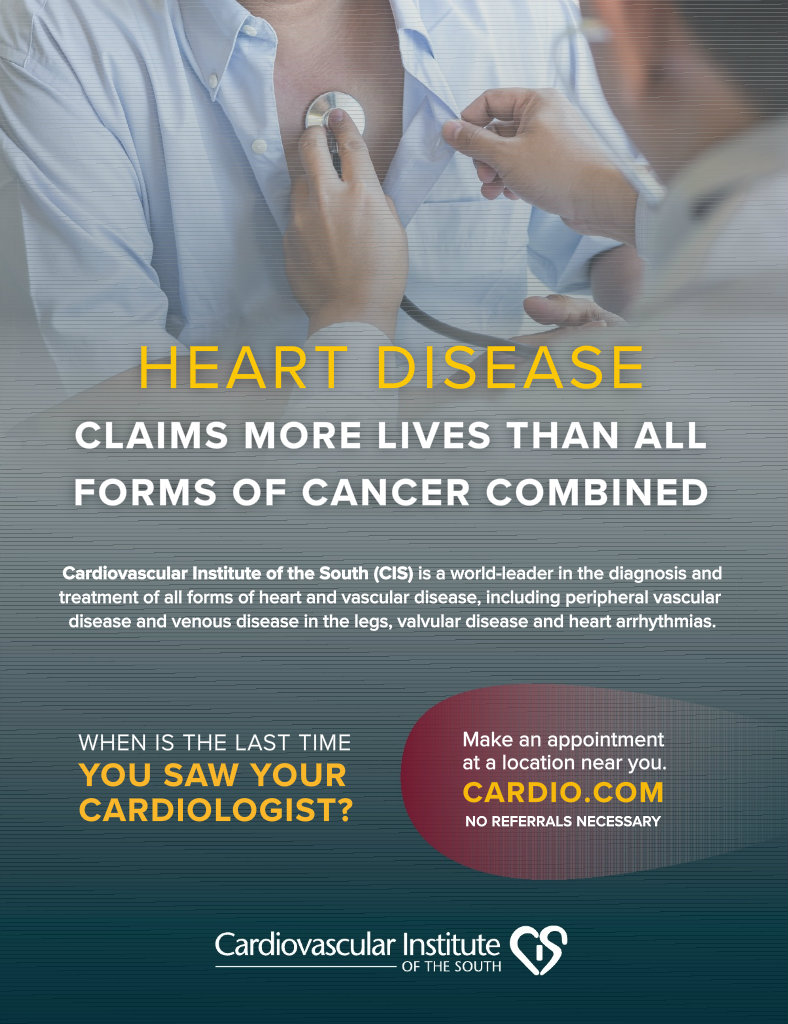 HEART DISEASE
CLAIMS MORE LIVES THAN ALL
FORMS OF CANCER COMBINED
Cardiovascular Institute of the South (CIS) is a world-leader in the diagnosis and
treatment of all forms of heart and vascular disease, including peripheral vascular
disease and venous disease in the legs, valvular disease and heart arrhythmias.
WHEN IS THE LAST TIME
YOU SAW YOUR
CARDIOLOGIST?
Make an appointment
at a location near you.
CARDIO.COM
NO REFERRALS NECESSARY
Cardiovascular Institute
OF THE SOUTH
CIS